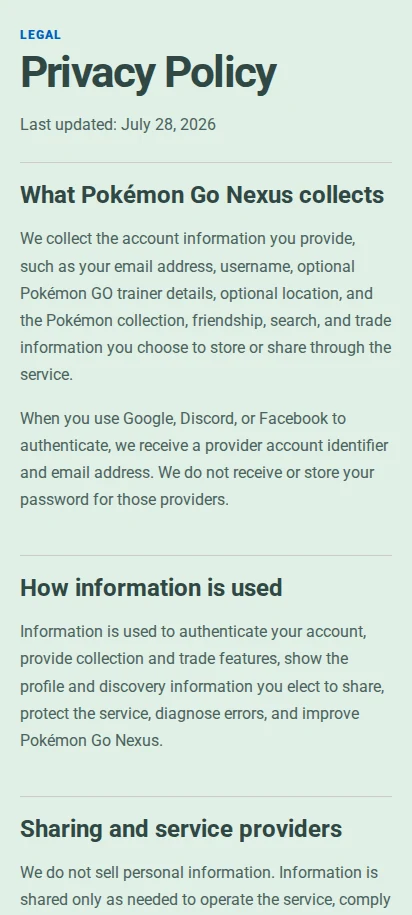 LEGAL
Privacy Policy
Last updated: July 28, 2026
What Pokémon Go Nexus collects
We collect the account information you provide,
such as your email address, username, optional
Pokémon GO trainer details, optional location, and
the Pokémon collection, friendship, search, and trade
information you choose to store or share through the
service.
When you use Google, Discord, or Facebook to
authenticate, we receive a provider account identifier
and email address. We do not receive or store your
password for those providers.
How information is used
Information is used to authenticate your account,
provide collection and trade features, show the
profile and discovery information you elect to share,
protect the service, diagnose errors, and improve
Pokémon Go Nexus.
Sharing and service providers
We do not sell personal information. Information is
shared only as needed to operate the service, comply